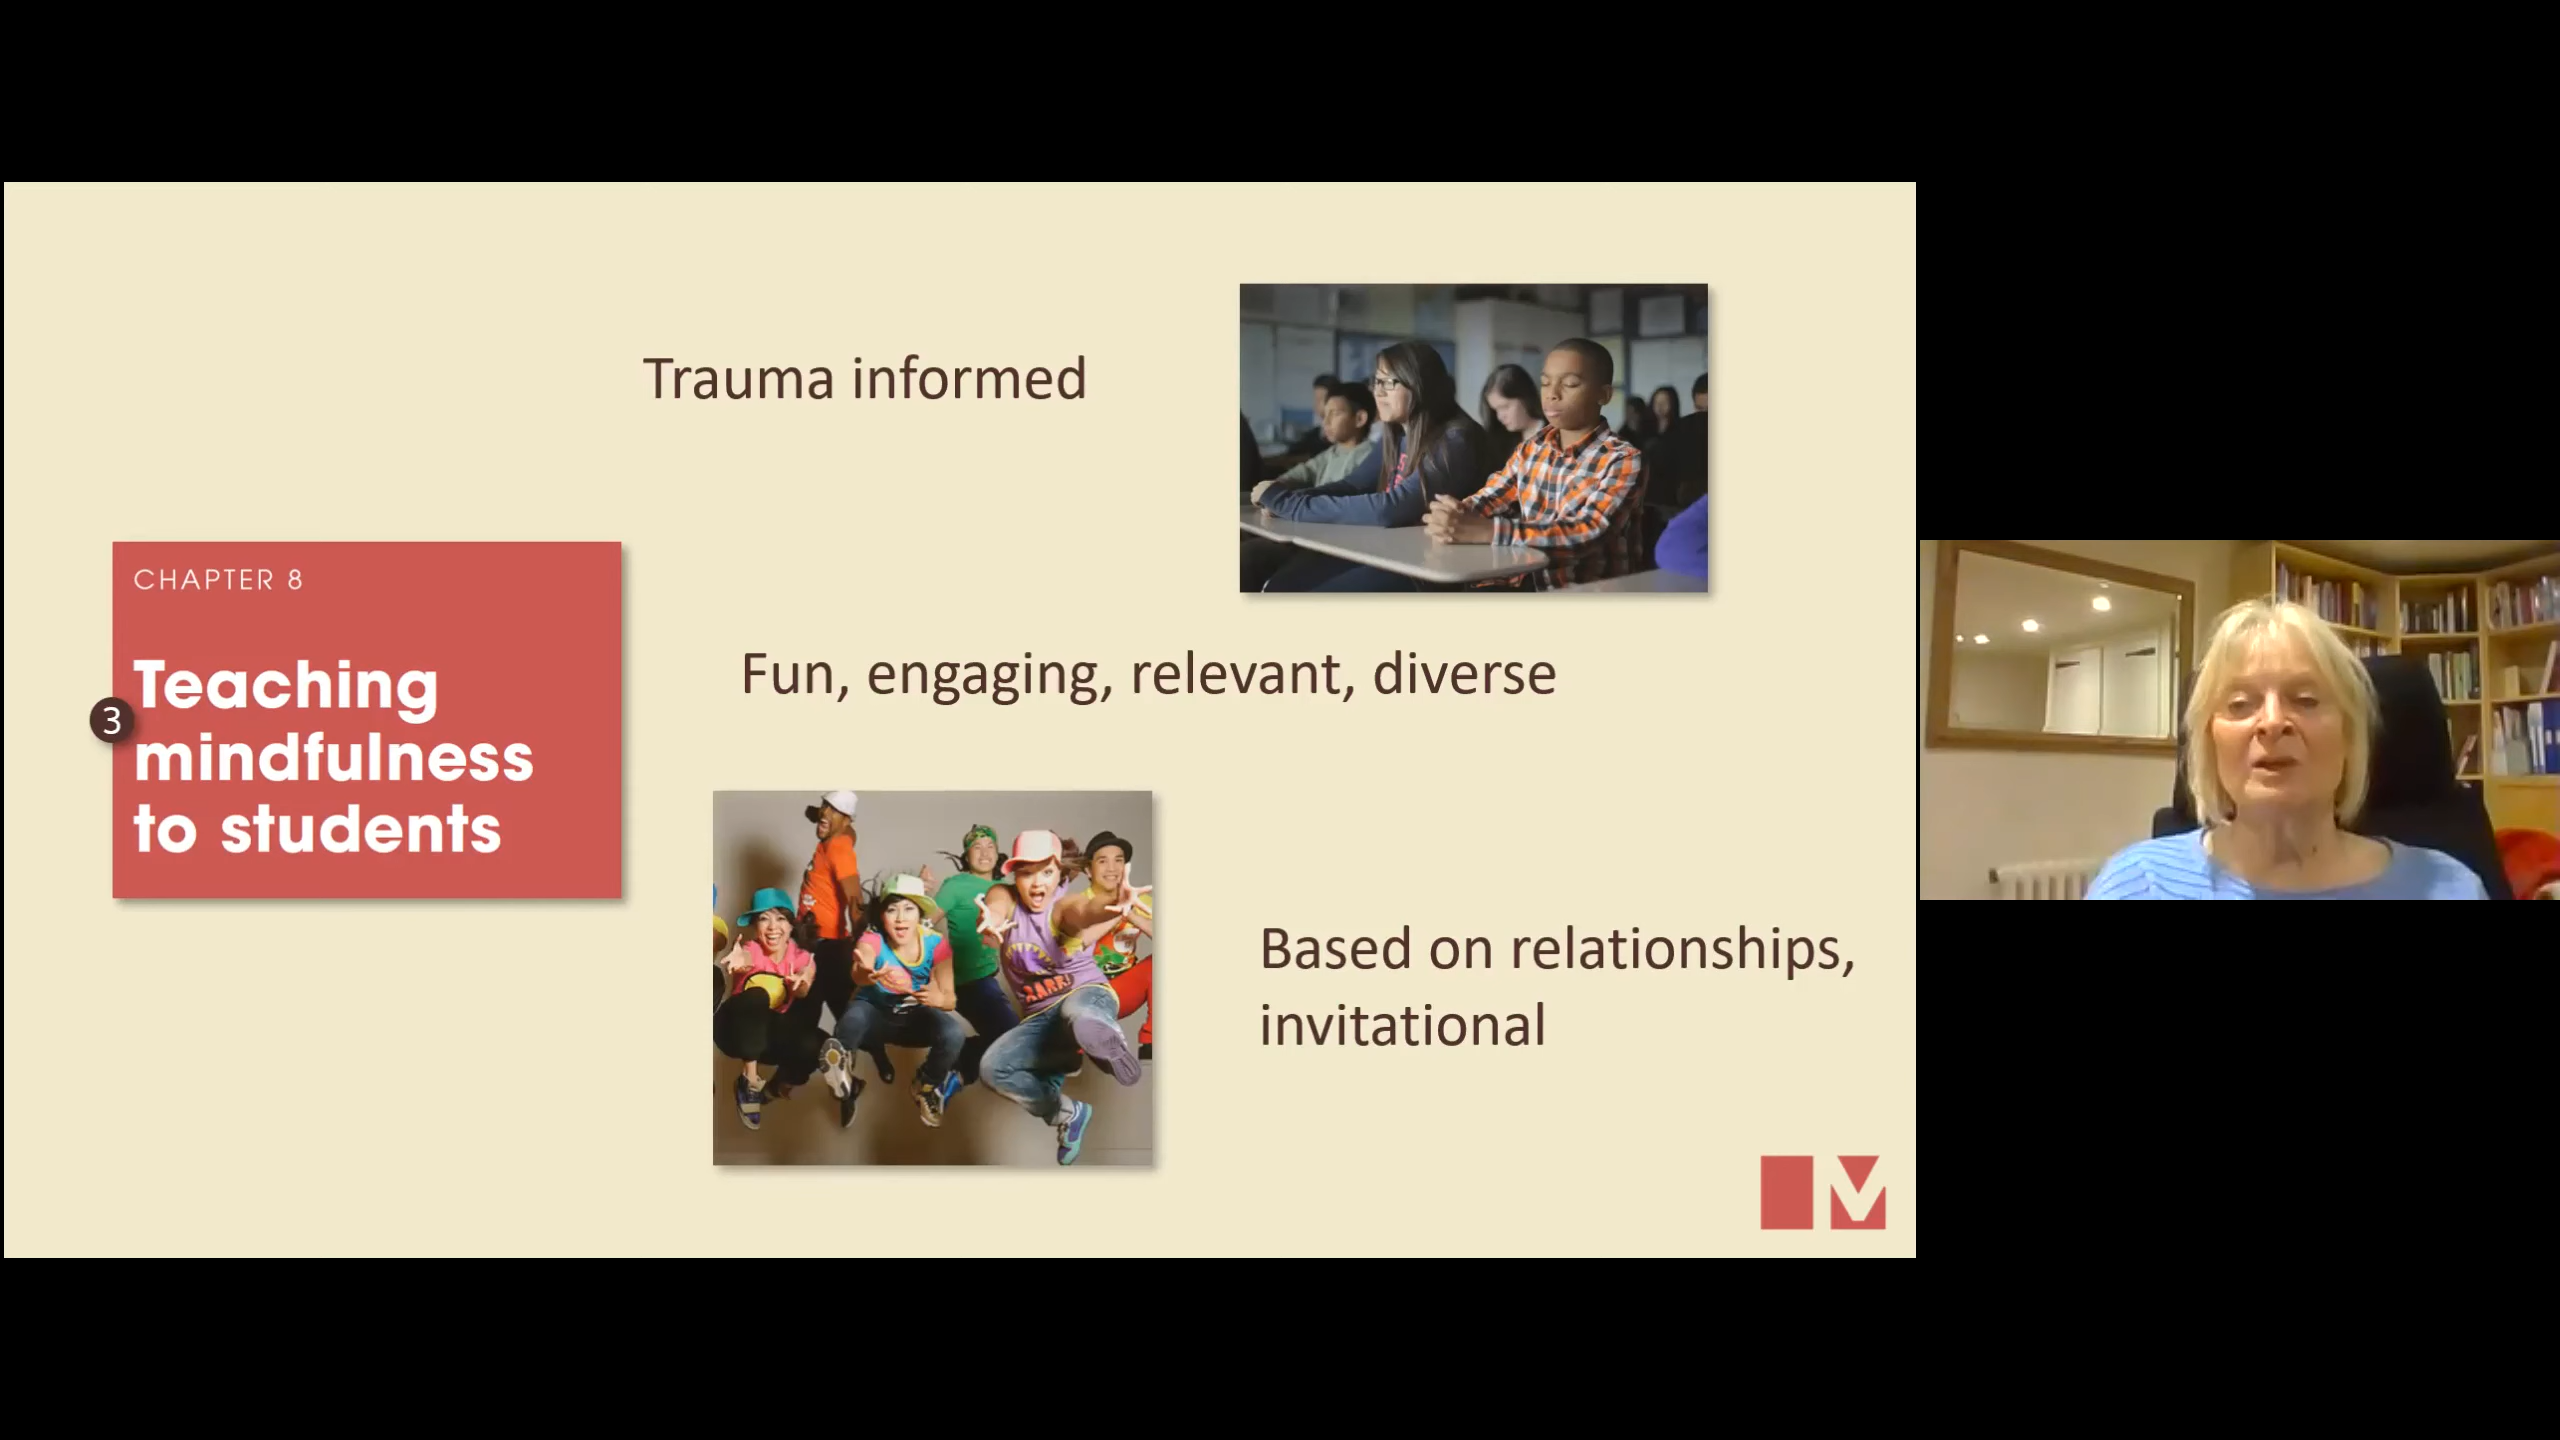 Trauma informed
CHAPTER 8
Teaching
mindfulness
to students
3
Fun, engaging, relevant, diverse
Based on relationships,
invitational